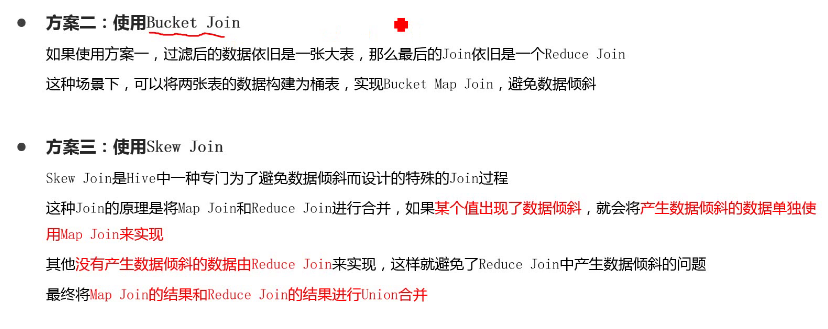 方案二：使用Bucket Join
如果使用方案一，过滤后的数据依旧是一张大表，那么最后的Join依旧是一个Reduce Join
这种场景下，可以将两张表的数据构建为桶表，实现Bucket Map Join，避免数据倾斜
方案三：使用Skew Join
Skew Join是Hive中一种专门为了避免数据倾斜而设计的特殊的Join过程
这种Join的原理是将Map Join和Reduce Join进行合并，如果某个值出现了数据倾斜，就会将产生数据倾斜的数据单独使
用Map Join来实现
其他没有产生数据倾斜的数据由Reduce Join来实现，这样就避免了Reduce Join中产生数据倾斜的问题
最终将Map Join的结果和Reduce Join的结果进行Union合并